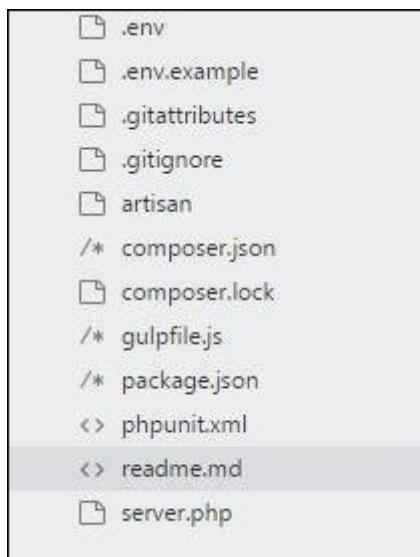 .env
.env.example
.gitattributes
.gitignore
artisan
/* composer.json
composer.lock
/* gulpfile.js
/* package.json
<> phpunit.xml
<> readme.md
server.php